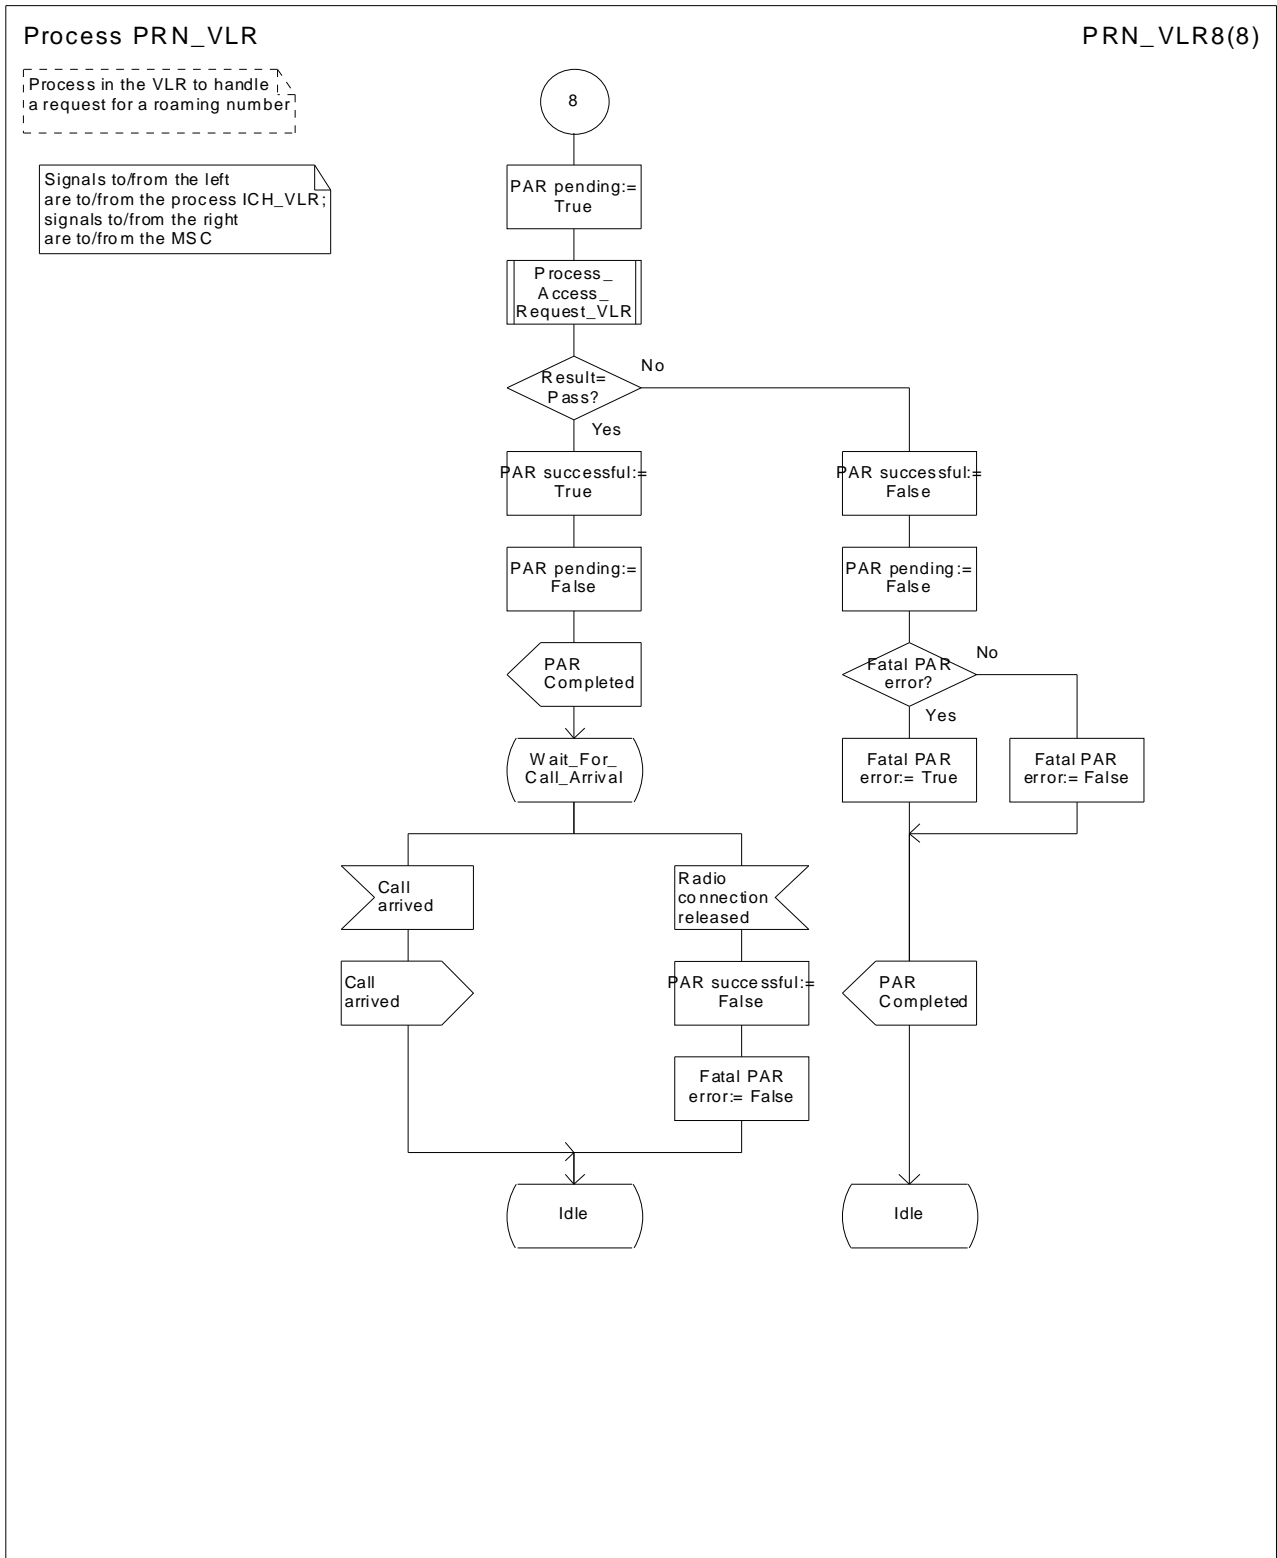 Process PRN_VLR
PRN_VLR8(8)
Process in the VLR to handle
a request for a roaming number
Signals to/from the left
are to/from the process ICH_VLR;
signals to/from the right
are to/from the MSC
8
PAR pending:=
True
Process_
Access_
Request_VLR
Result=
Pass?
No
Yes
PAR successful:=
True
PAR successful:=
False
PAR pending:=
False
PAR pending:=
False
PAR
Completed
Fatal PAR
error?
No
Yes
Wait_For_
Call_Arrival
Fatal PAR
error:= True
Fatal PAR
error:= False
Call
arrived
Radio
connection
released
Call
arrived
PAR successful:=
False
PAR
Completed
Fatal PAR
error:= False
Idle
Idle